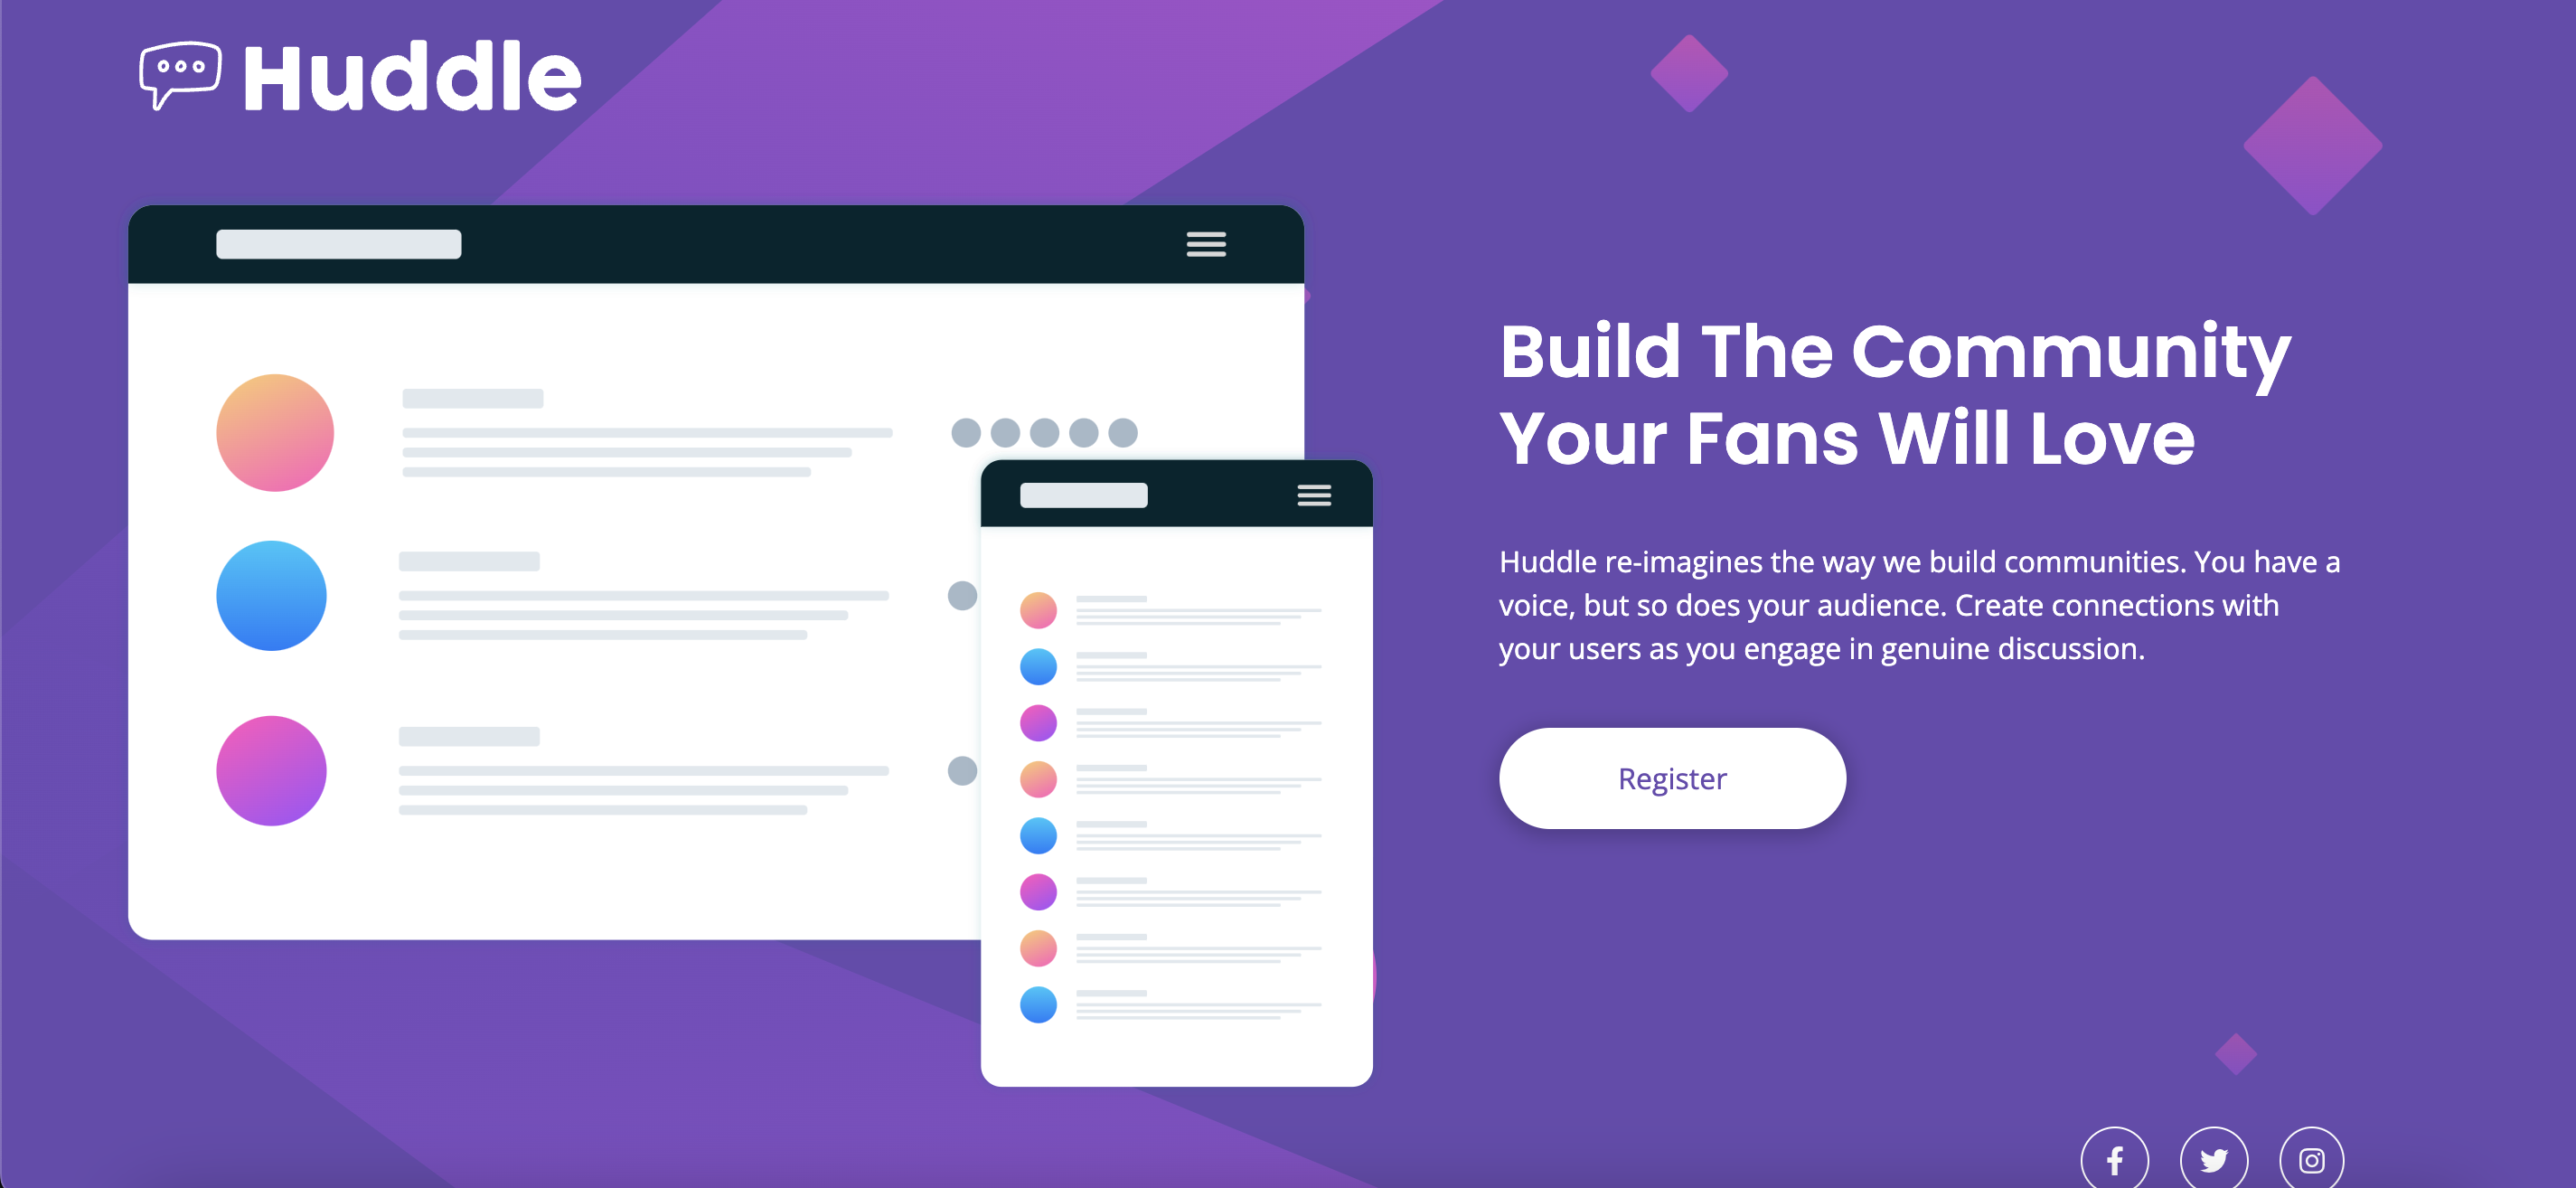 Huddle
Build The Community
Your Fans Will Love
Huddle re-imagines the way we build communities. You have a
voice, but so does your audience. Create connections with
your users as you engage in genuine discussion.
Register